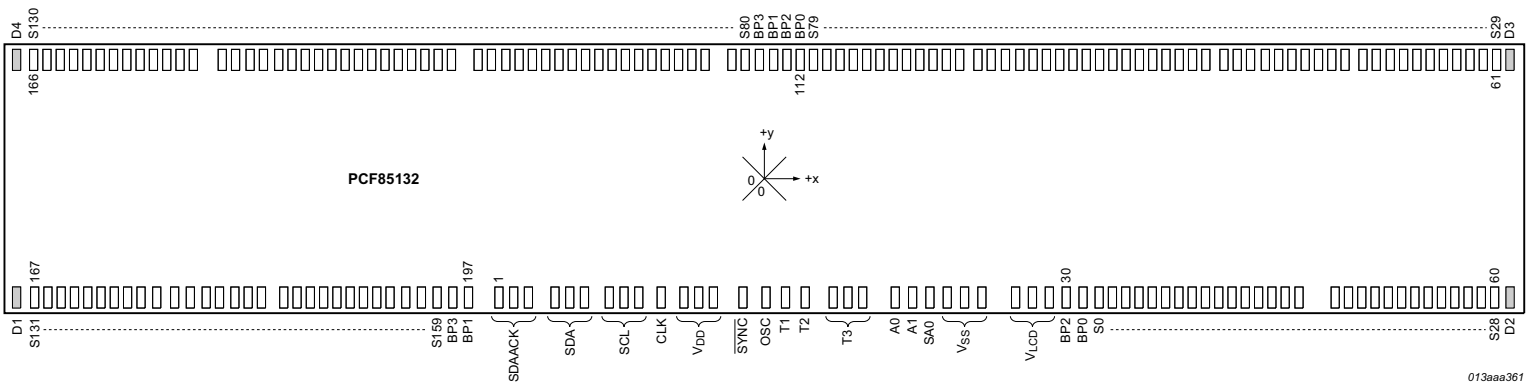 D4 S130 S80 BP3 BP1 BP2 BP0 S79 S29 D3
166 112 61
+y
PCF85132 0 +x
0
167 197 1 30 60
D1 S131 S159 BP3 BP1 SDAACK SDA SCL CLK VDD SYNC OSC T1 T2 T3 A0 A1 SA0 VSS VLCD BP2 BP0 S0 S28 D2
013aaa361